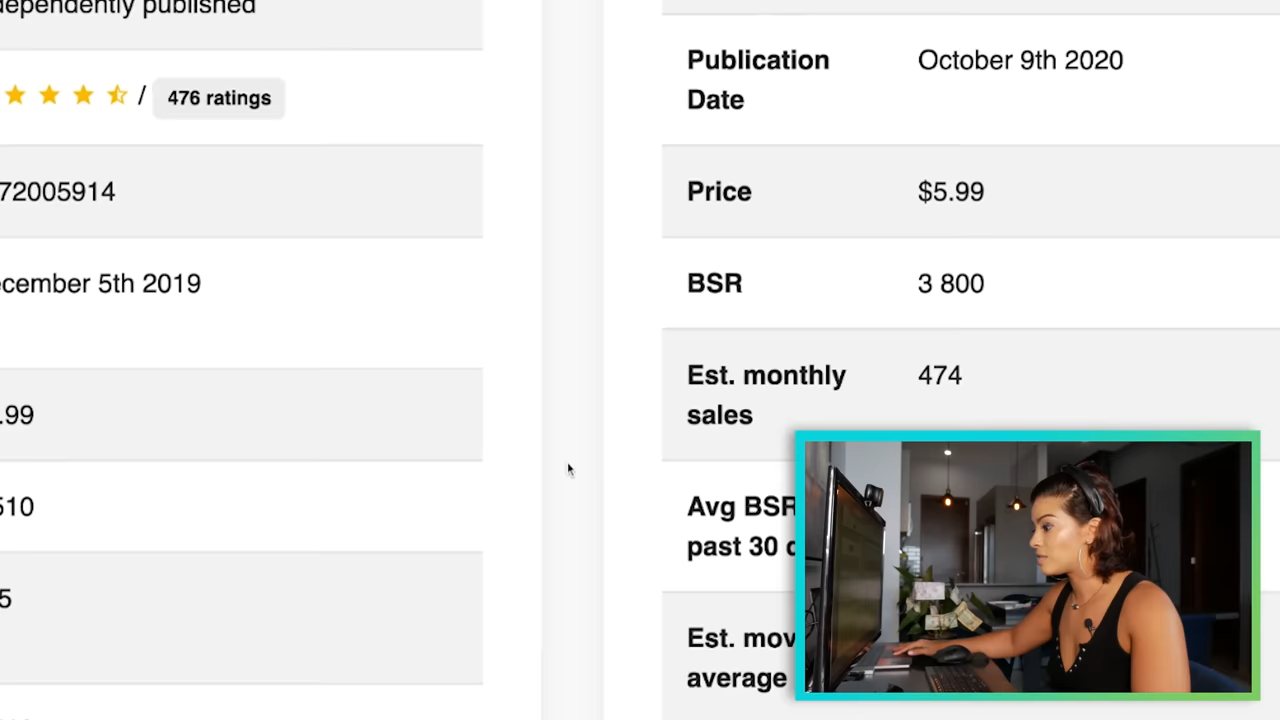 dependently published
/ 476 ratings
72005914
ecember 5th 2019
.99
510
5
Publication Date
October 9th 2020
Price
$5.99
BSR
3 800
Est. monthly sales
474
Avg BSR
past 30 d
Est. mov
average